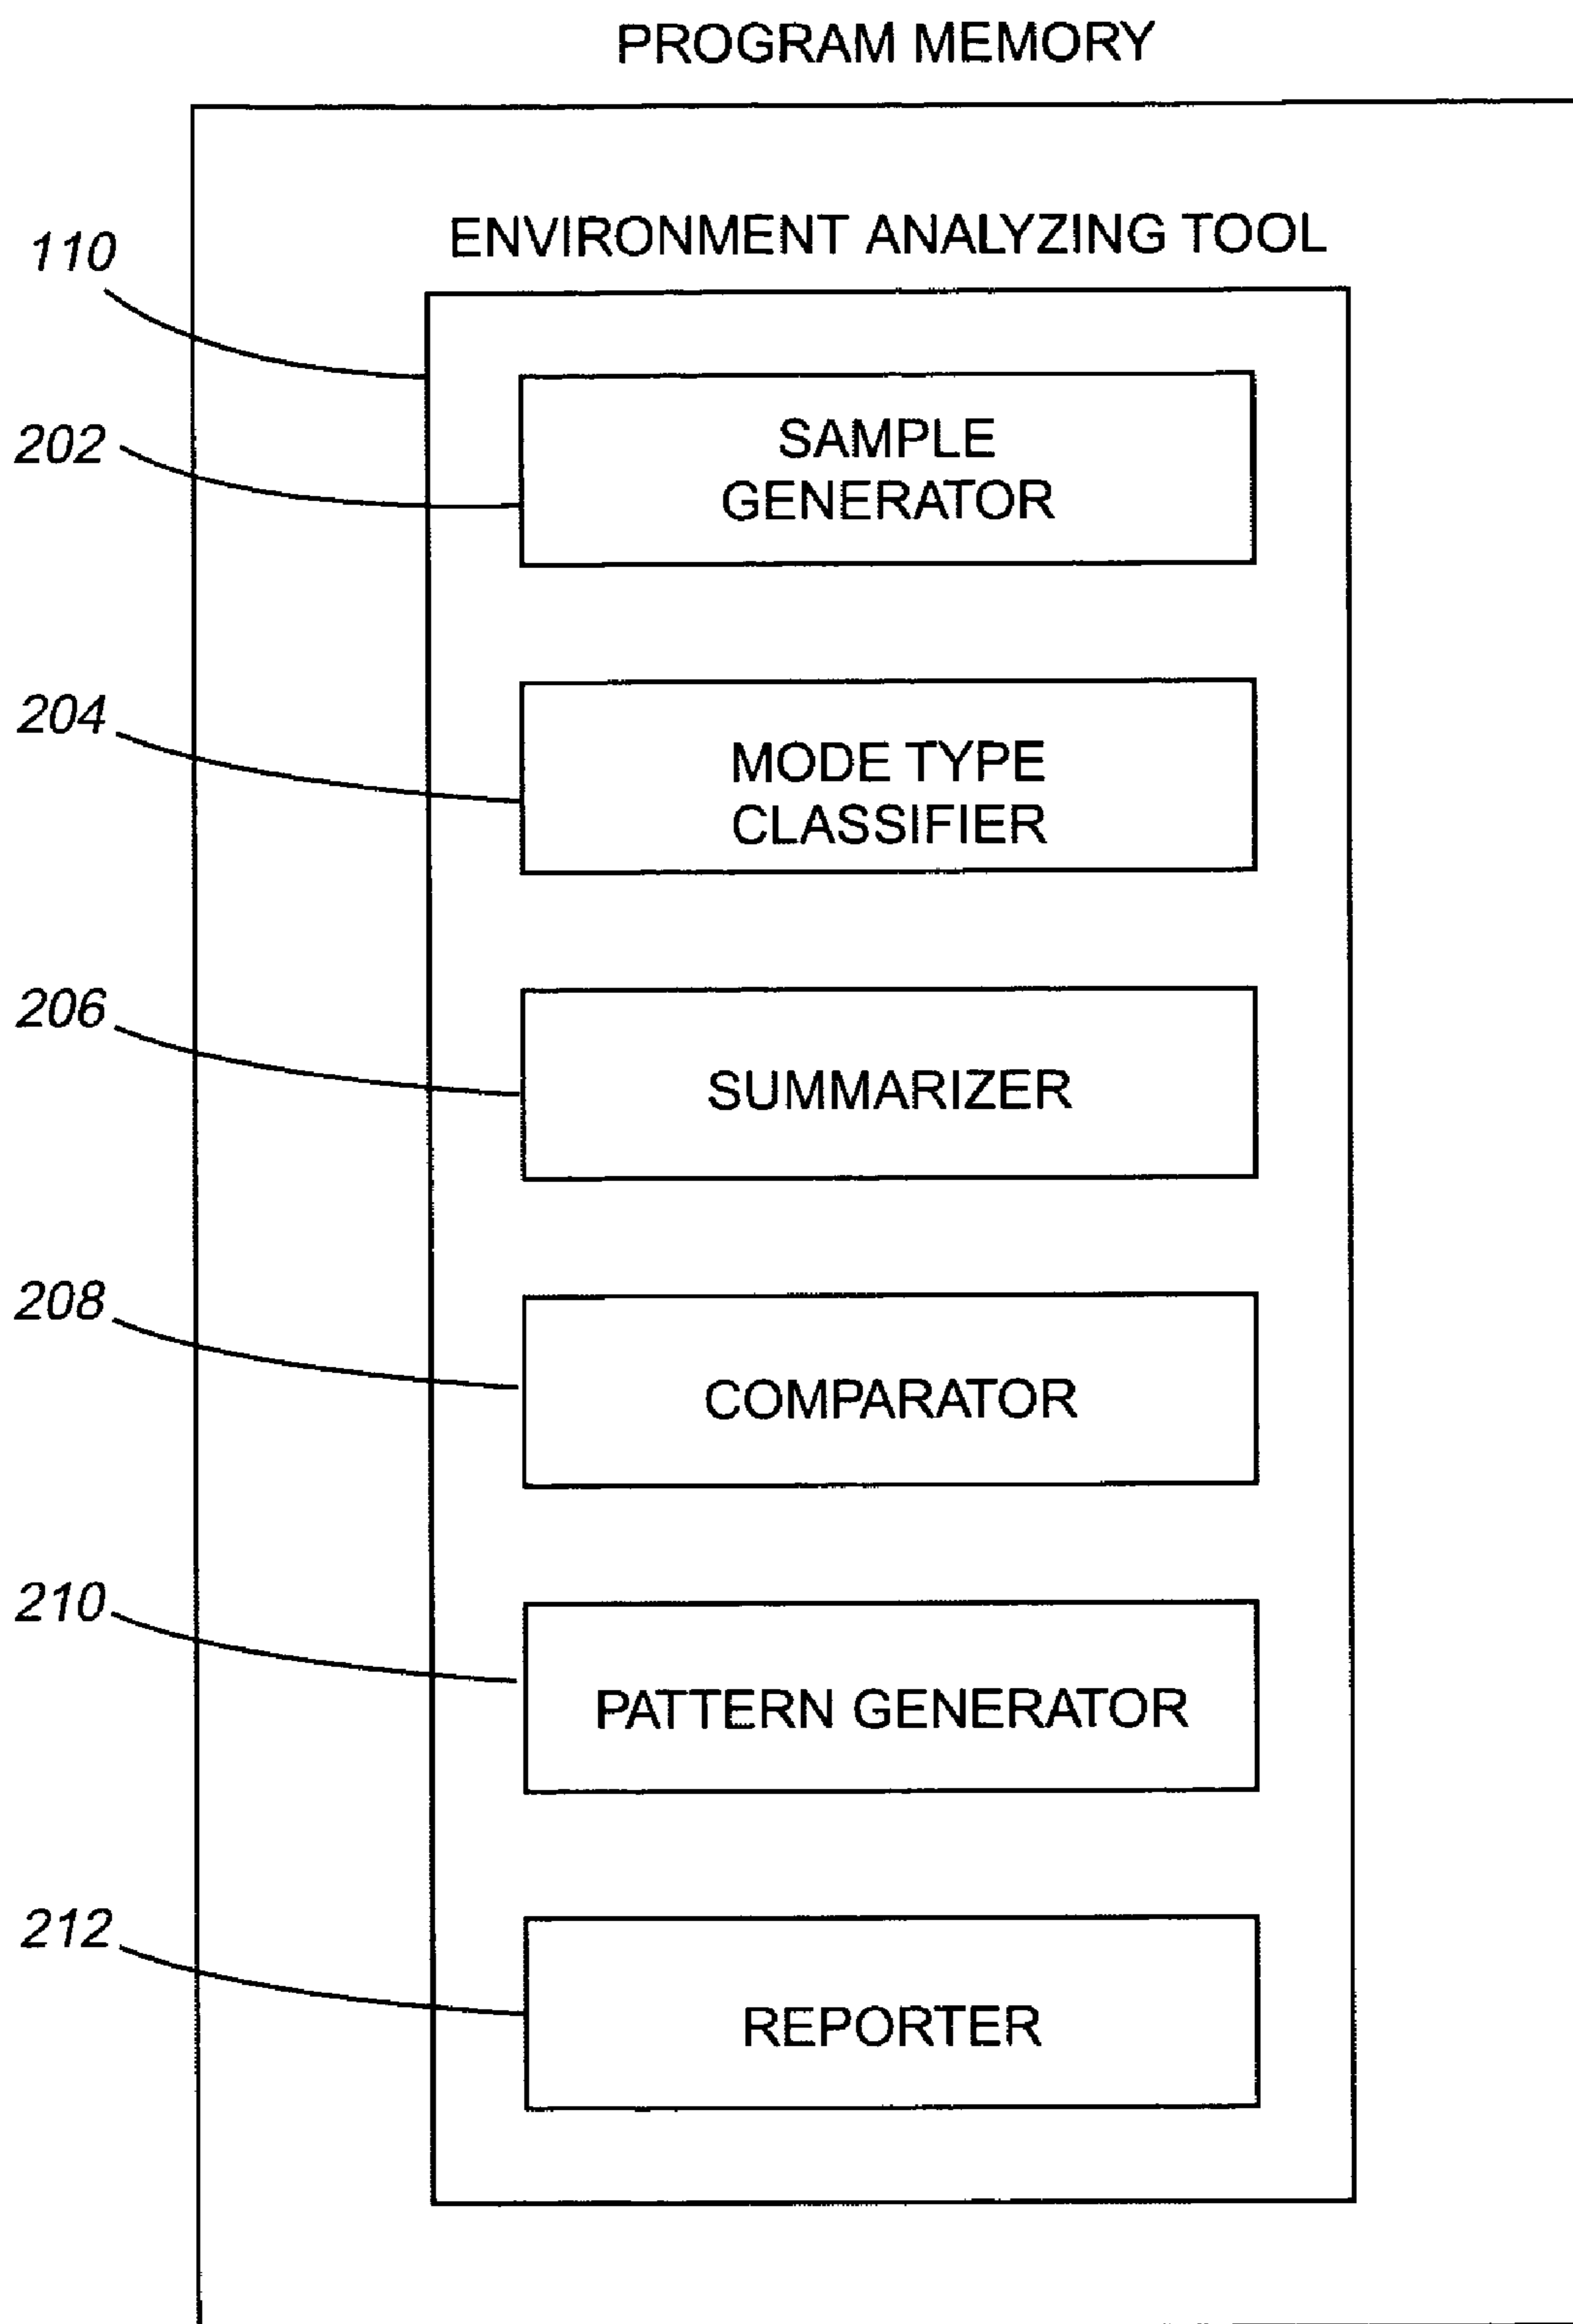 PROGRAM MEMORY
ENVIRONMENT ANALYZING TOOL
110
SAMPLE
GENERATOR
202
MODE TYPE
CLASSIFIER
204
SUMMARIZER
206
COMPARATOR
208
PATTERN GENERATOR
210
REPORTER
212